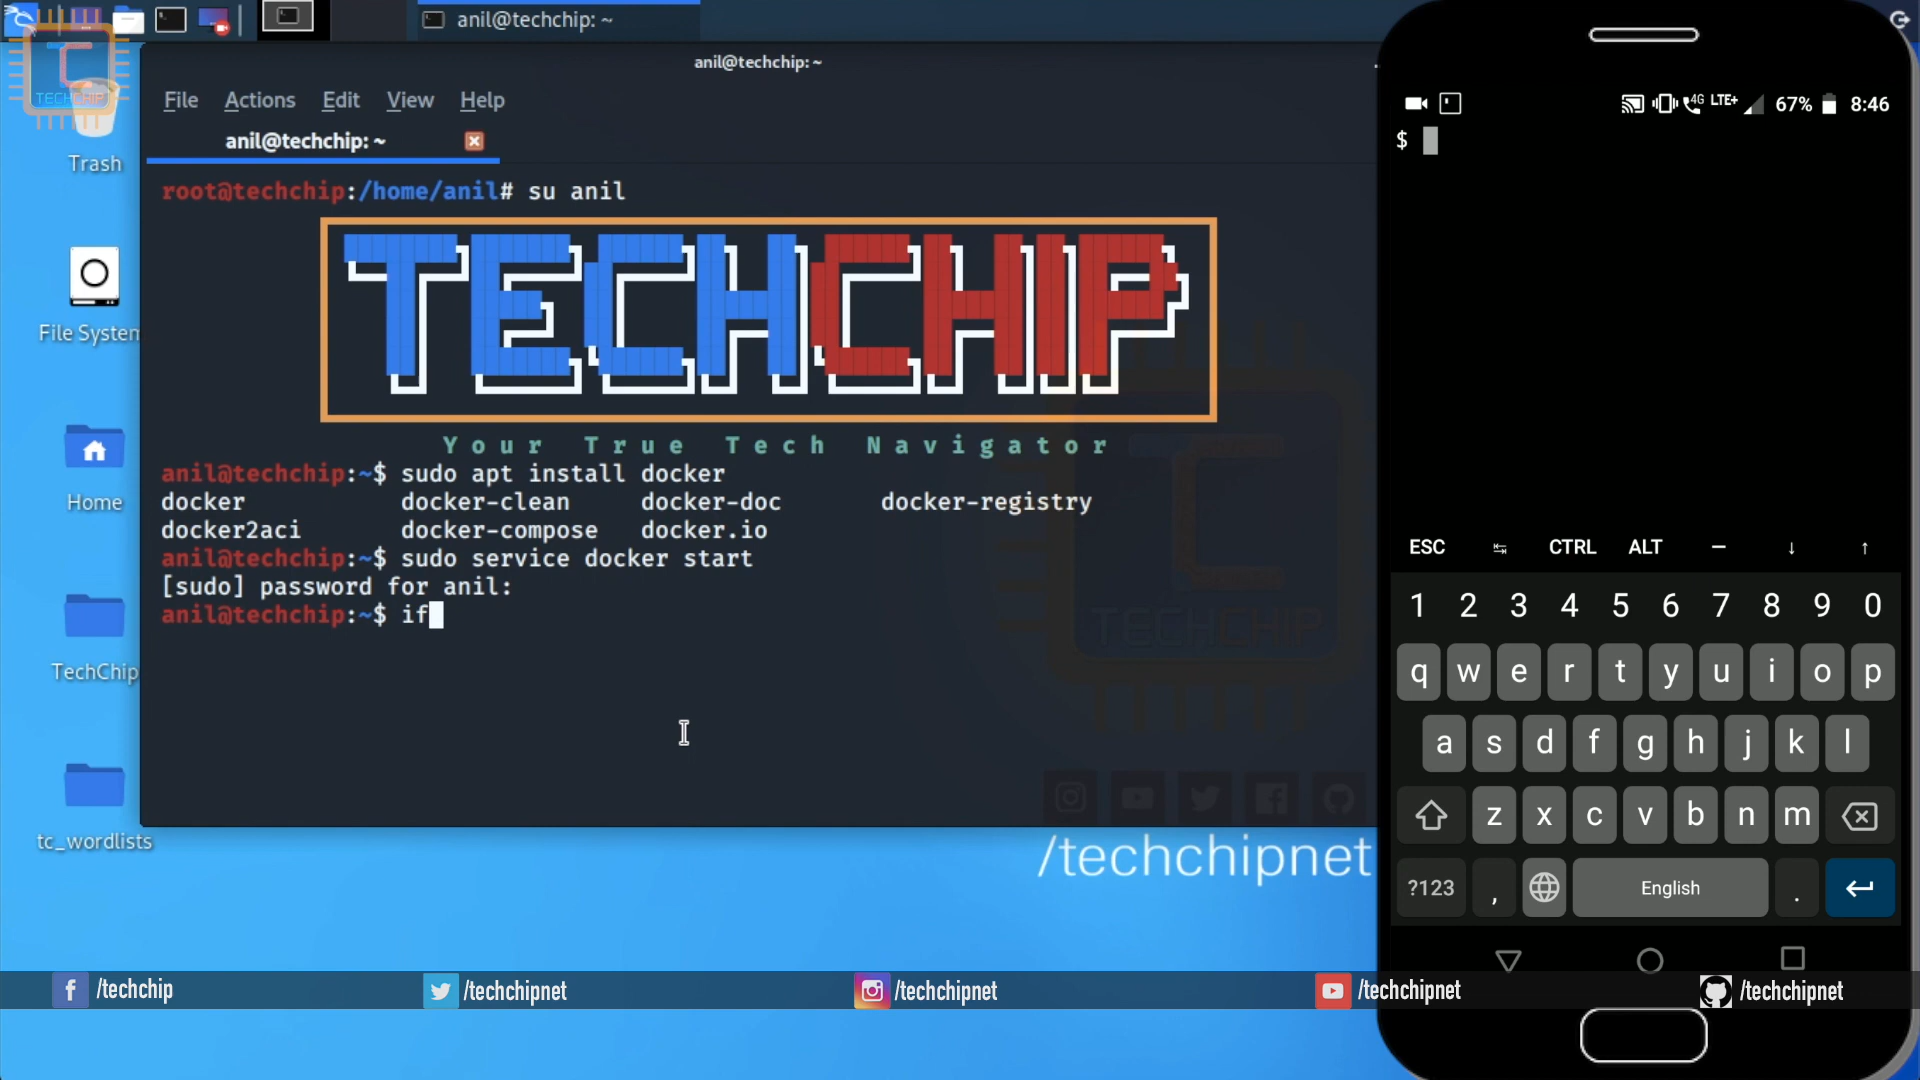 anil@techchip: ~
anil@techchip: ~
File Actions Edit View Help
anil@techchip: ~
root@techchip:/home/anil# su anil
TECHCHIP
Your True Tech Navigator
anil@techchip:~$ sudo apt install docker
docker docker-clean docker-doc docker-registry
docker2aci docker-compose docker.io
anil@techchip:~$ sudo service docker start
[sudo] password for anil:
anil@techchip:~$ if
TECHCHIP
Trash
File System
Home
TechChip
tc_wordlists
TECHCHIP
/techchipnet
4G LTE+ 67% 8:46
$
ESC CTRL ALT – ↓ ↑
1 2 3 4 5 6 7 8 9 0
q w e r t y u i o p
a s d f g h j k l
z x c v b n m
?123 , English .
/techchip /techchipnet /techchipnet /techchipnet /techchipnet